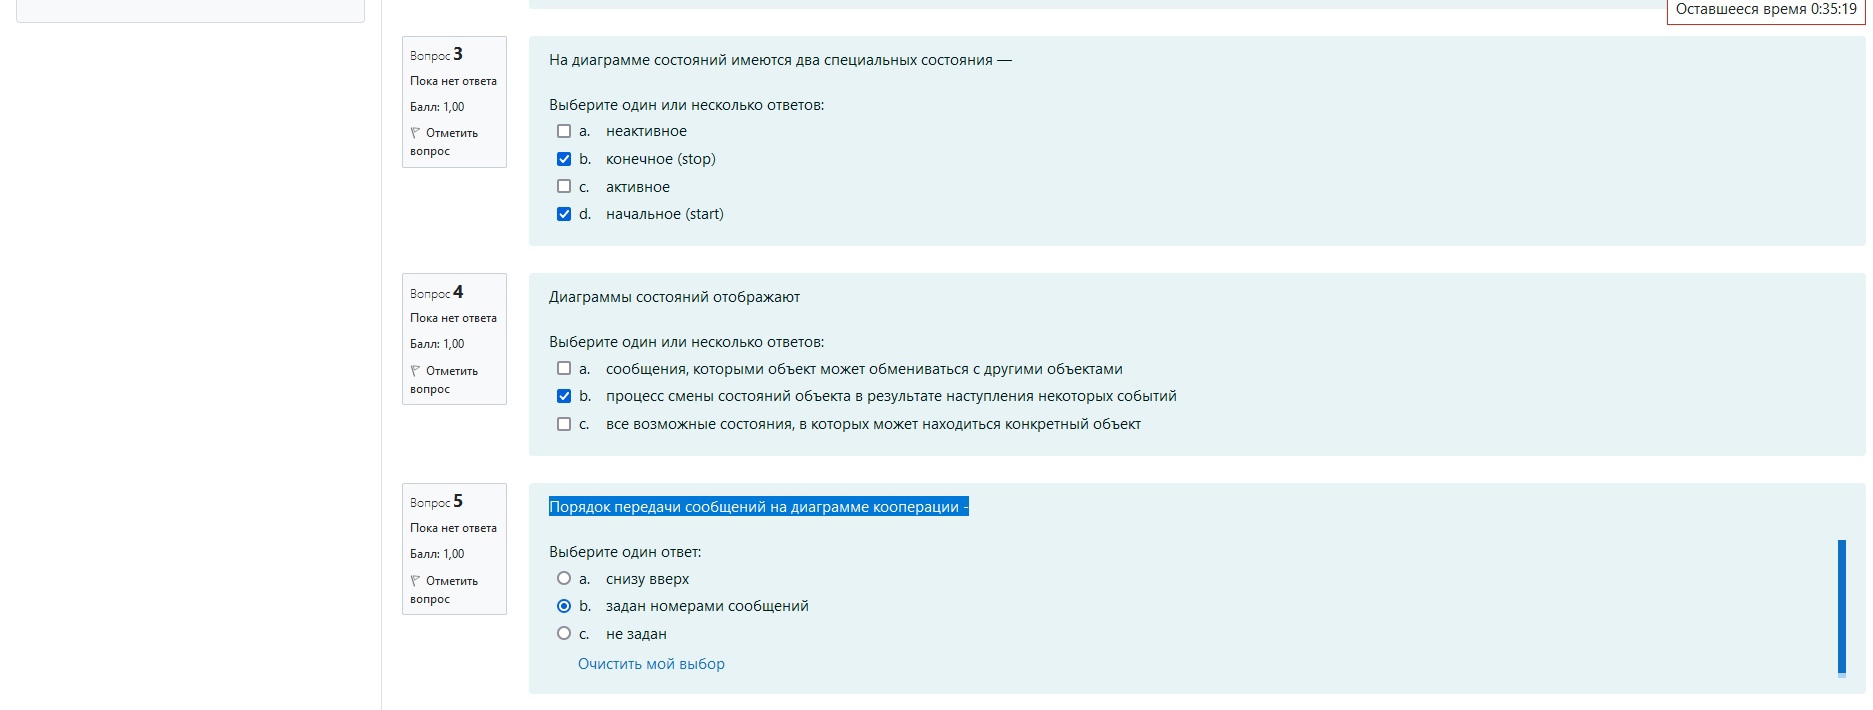 Оставшееся время 0:35:19
Вопрос 3
Пока нет ответа
Балл: 1,00
Отметить
вопрос
На диаграмме состояний имеются два специальных состояния —
Выберите один или несколько ответов:
a. неактивное
b. конечное (stop)
c. активное
d. начальное (start)
Вопрос 4
Пока нет ответа
Балл: 1,00
Отметить
вопрос
Диаграммы состояний отображают
Выберите один или несколько ответов:
a. сообщения, которыми объект может обмениваться с другими объектами
b. процесс смены состояний объекта в результате наступления некоторых событий
c. все возможные состояния, в которых может находиться конкретный объект
Вопрос 5
Пока нет ответа
Балл: 1,00
Отметить
вопрос
Порядок передачи сообщений на диаграмме кооперации -
Выберите один ответ:
a. снизу вверх
b. задан номерами сообщений
c. не задан
Очистить мой выбор